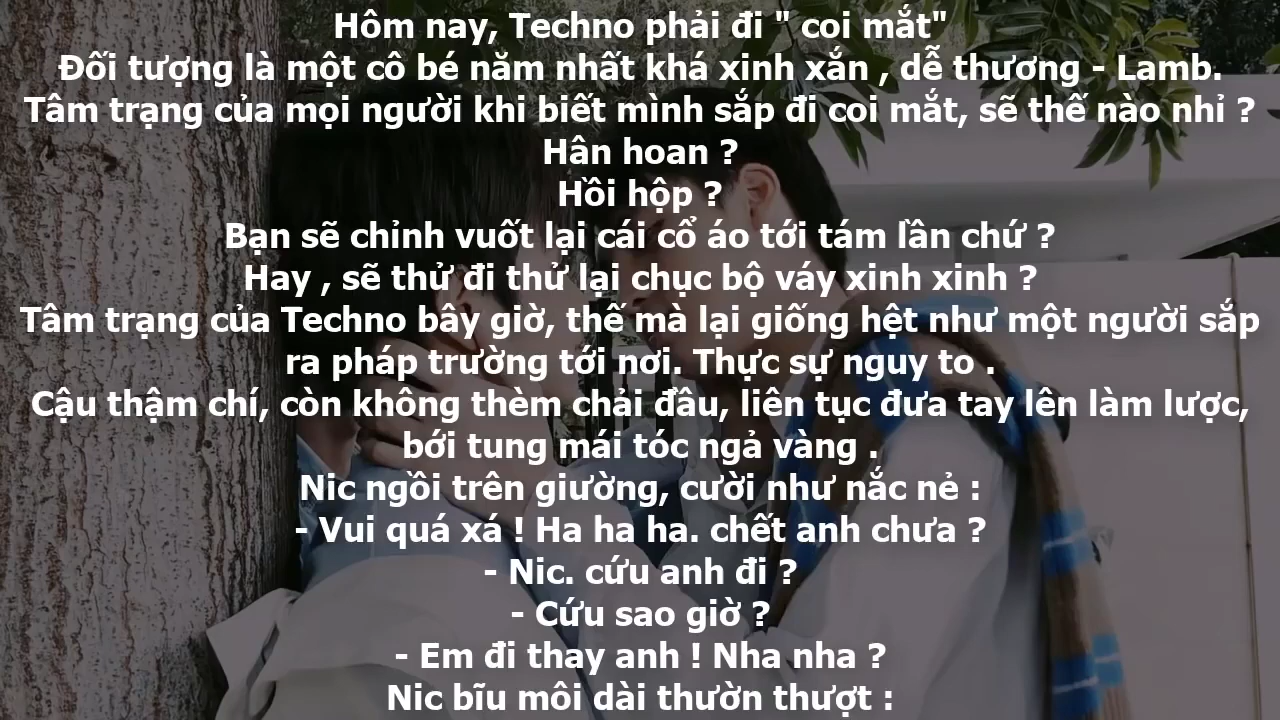 Hôm nay, Techno phải đi " coi mắt"
Đối tượng là một cô bé năm nhất khá xinh xắn , dễ thương - Lamb.
Tâm trạng của mọi người khi biết mình sắp đi coi mắt, sẽ thế nào nhỉ ?
Hân hoan ?
Hồi hộp ?
Bạn sẽ chỉnh vuốt lại cái cổ áo tới tám lần chứ ?
Hay , sẽ thử đi thử lại chục bộ váy xinh xinh ?
Tâm trạng của Techno bây giờ, thế mà lại giống hệt như một người sắp
ra pháp trường tới nơi. Thực sự nguy to .
Cậu thậm chí, còn không thèm chải đầu, liên tục đưa tay lên làm lược,
bới tung mái tóc ngả vàng .
Nic ngồi trên giường, cười như nắc nẻ :
- Vui quá xá ! Ha ha ha. chết anh chưa ?
- Nic. cứu anh đi ?
- Cứu sao giờ ?
- Em đi thay anh ! Nha nha ?
Nic bĩu môi dài thườn thượt :